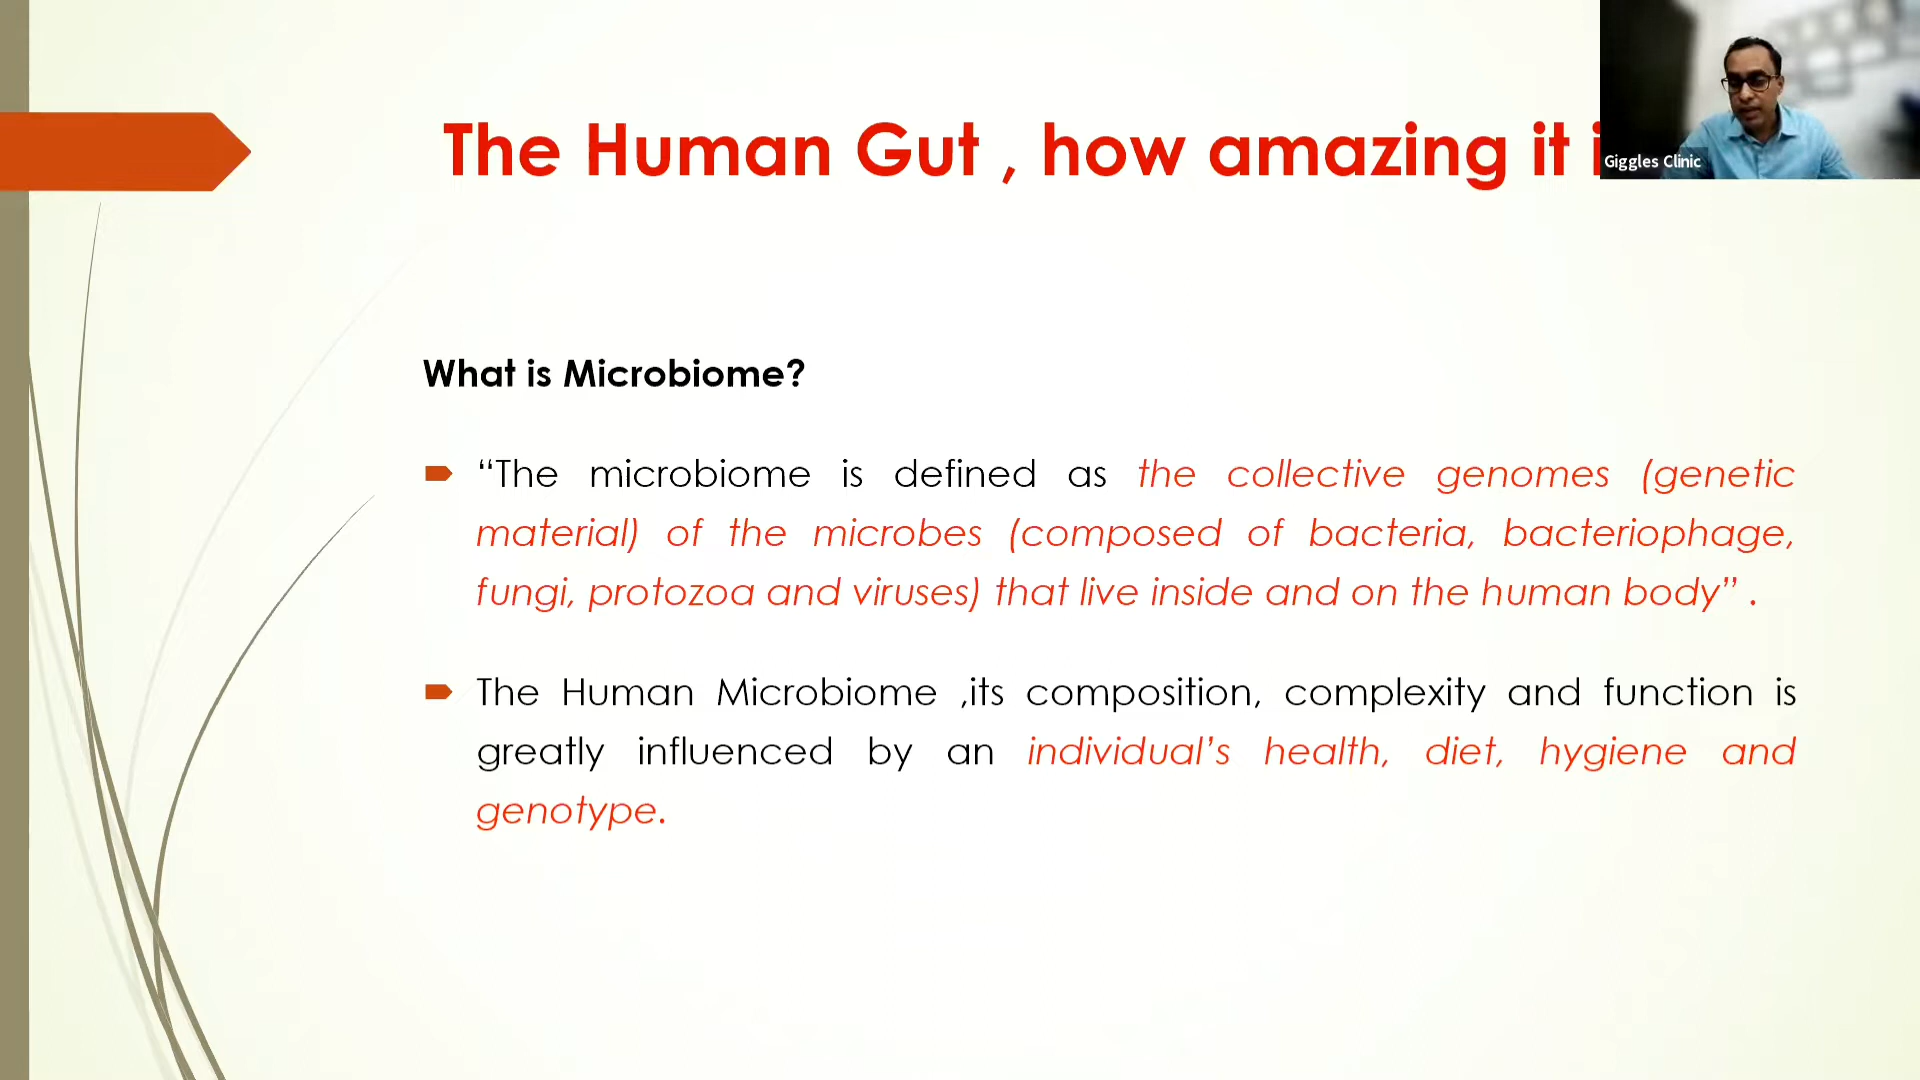 The Human Gut , how amazing it i
Giggles Clinic
What is Microbiome?
“The microbiome is defined as the collective genomes (genetic
material) of the microbes (composed of bacteria, bacteriophage,
fungi, protozoa and viruses) that live inside and on the human body” .
The Human Microbiome ,its composition, complexity and function is
greatly influenced by an individual’s health, diet, hygiene and
genotype.